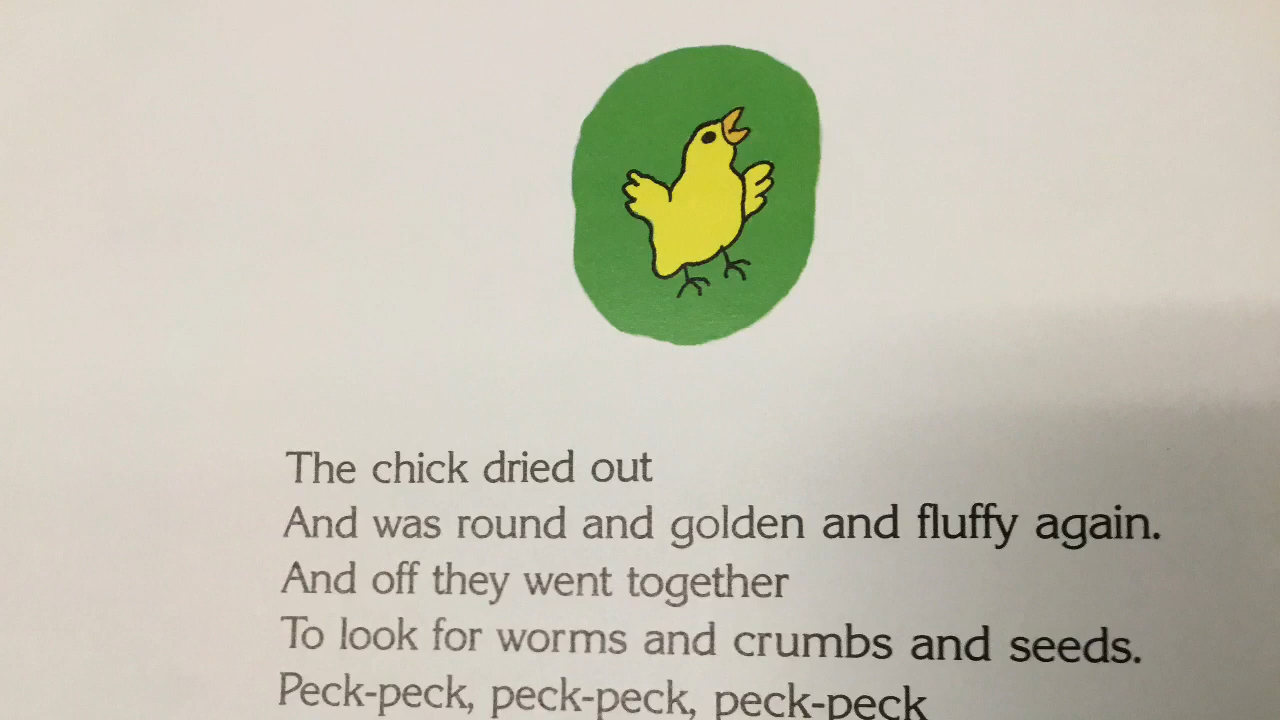 The chick dried out
And was round and golden and fluffy again.
And off they went together
To look for worms and crumbs and seeds.
Peck-peck, peck-peck, peck-peck